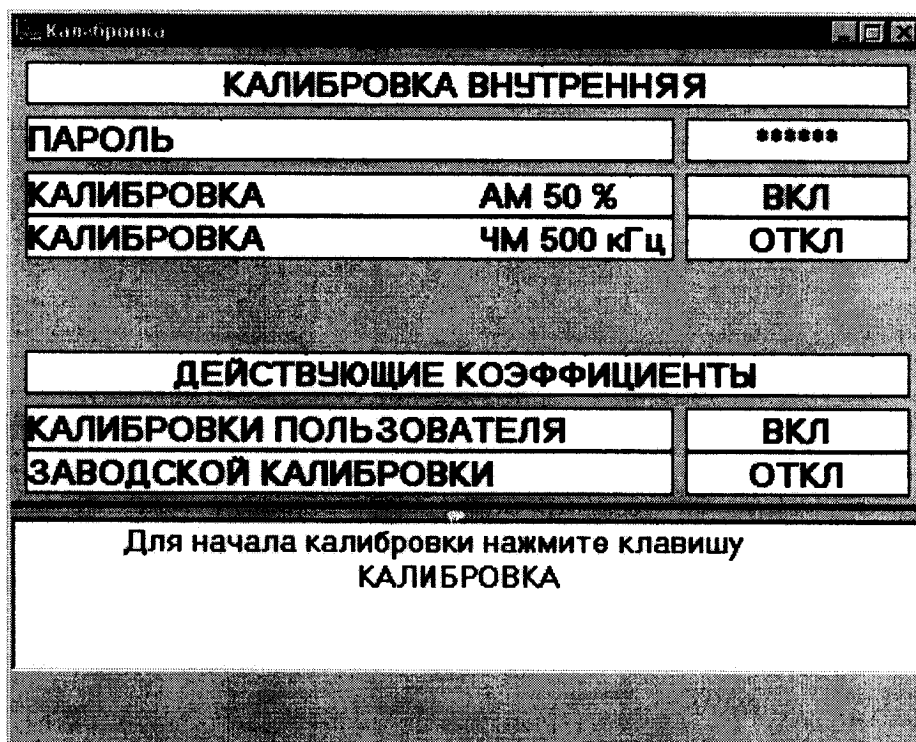 Калибровка
КАЛИБРОВКА ВНУТРЕННЯЯ
ПАРОЛЬ ******
КАЛИБРОВКА АМ 50 % ВКЛ
КАЛИБРОВКА ЧМ 500 кГц ОТКЛ
ДЕЙСТВУЮЩИЕ КОЭФФИЦИЕНТЫ
КАЛИБРОВКИ ПОЛЬЗОВАТЕЛЯ ВКЛ
ЗАВОДСКОЙ КАЛИБРОВКИ ОТКЛ
Для начала калибровки нажмите клавишу
КАЛИБРОВКА